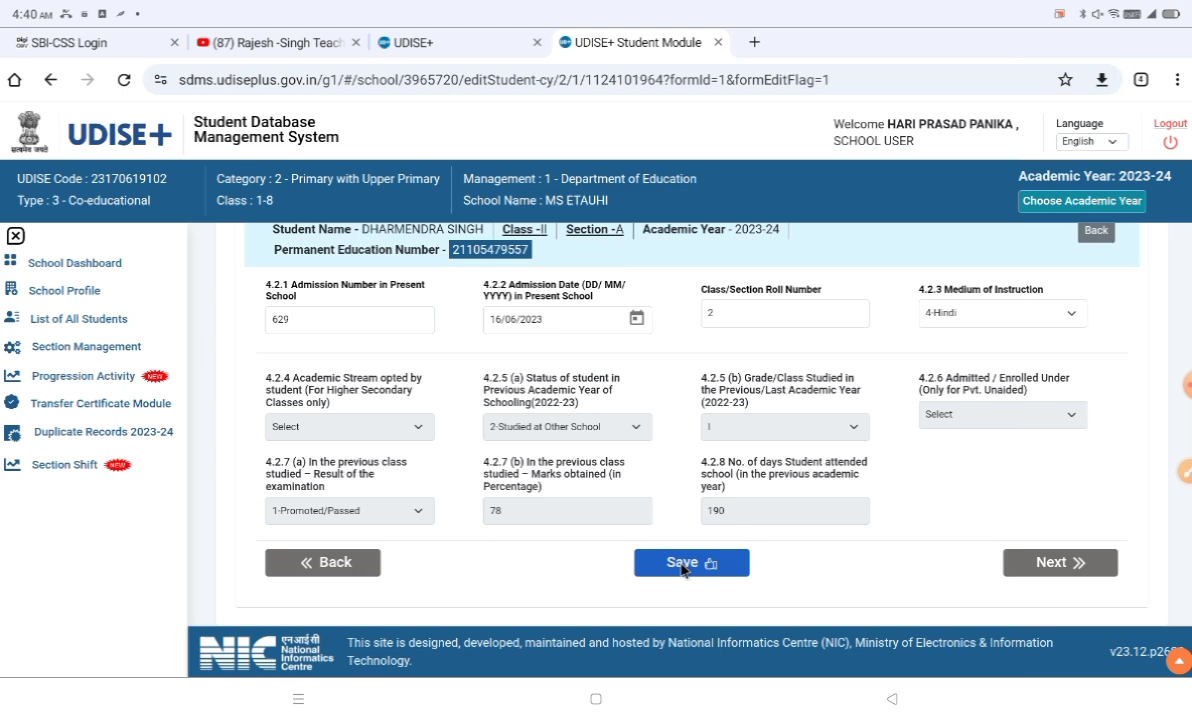 4:40 AM
SBI-CSS Login
(87) Rajesh -Singh Teach
UDISE+
UDISE+ Student Module
sdms.udiseplus.gov.in/g1/#/school/3965720/editStudent-cy/2/1/1124101964?formId=1&formEditFlag=1
4
सत्यमेव जयते
UDISE+
Student Database
Management System
Welcome HARI PRASAD PANIKA ,
SCHOOL USER
Language
English
Logout
UDISE Code : 23170619102
Type : 3 - Co-educational
Category : 2 - Primary with Upper Primary
Class : 1-8
Management : 1 - Department of Education
School Name : MS ETAUHI
Academic Year: 2023-24
Choose Academic Year
School Dashboard
School Profile
List of All Students
Section Management
Progression Activity NEW
Transfer Certificate Module
Duplicate Records 2023-24
Section Shift NEW
Student Name - DHARMENDRA SINGH Class -II Section -A Academic Year - 2023-24
Permanent Education Number - 21105479557
Back
4.2.1 Admission Number in Present
School
629
4.2.2 Admission Date (DD/ MM/
YYYY) in Present School
16/06/2023
Class/Section Roll Number
2
4.2.3 Medium of Instruction
4-Hindi
4.2.4 Academic Stream opted by
student (For Higher Secondary
Classes only)
Select
4.2.5 (a) Status of student in
Previous Academic Year of
Schooling(2022-23)
2-Studied at Other School
4.2.5 (b) Grade/Class Studied in
the Previous/Last Academic Year
(2022-23)
I
4.2.6 Admitted / Enrolled Under
(Only for Pvt. Unaided)
Select
4.2.7 (a) In the previous class
studied – Result of the
examination
1-Promoted/Passed
4.2.7 (b) In the previous class
studied – Marks obtained (in
Percentage)
78
4.2.8 No. of days Student attended
school (in the previous academic
year)
190
Back
Save
Next
NIC
एन आई सी
National
Informatics
Centre
This site is designed, developed, maintained and hosted by National Informatics Centre (NIC), Ministry of Electronics & Information
Technology.